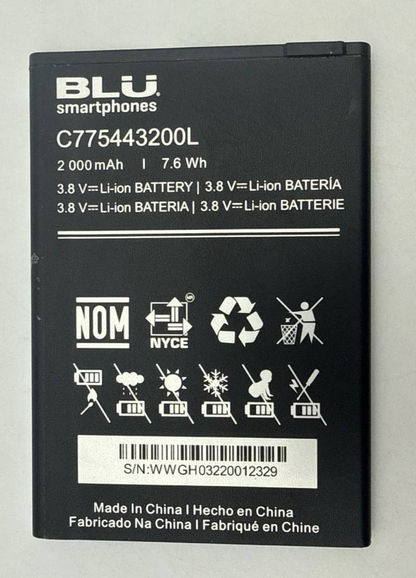 BLU
smartphones
C775443200L
2 000mAh | 7.6 Wh
3.8 V⎓Li-ion BATTERY | 3.8 V⎓Li-ion BATERÍA
3.8 V⎓Li-ion BATERIA | 3.8 V⎓Li-ion BATTERIE
NOM
NYCE
S/N:WWGH03220012329
Made In China | Hecho en China
Fabricado Na China | Fabriqué en Chine